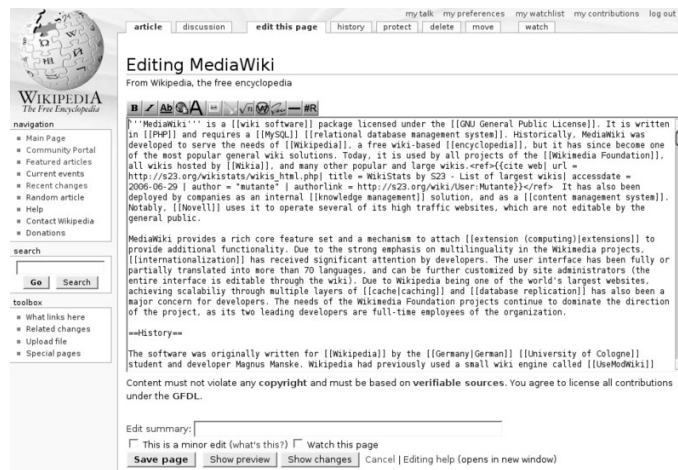 my talk my preferences my watchlist my contributions log out
article discussion edit this page history protect delete move watch
Editing MediaWiki
From Wikipedia, the free encyclopedia
WIKIPEDIA
The Free Encyclopedia
navigation
Main Page
Community Portal
Featured articles
Current events
Recent changes
Random article
Help
Contact Wikipedia
Donations
search
Go Search
toolbox
What links here
Related changes
Upload file
Special pages
B I Ab A √n W #R
'''MediaWiki''' is a [[wiki software]] package licensed under the [[GNU General Public License]]. It is written
in [[PHP]] and requires a [[MySQL]] [[relational database management system]]. Historically, MediaWiki was
developed to serve the needs of [[Wikipedia]], a free wiki-based [[encyclopedia]], but it has since become one
of the most popular general wiki solutions. Today, it is used by all projects of the [[Wikimedia Foundation]],
all wikis hosted by [[Wikia]], and many other popular and large wikis.<ref>{{cite web| url =
http://s23.org/wikistats/wikis_html.php| title = WikiStats by S23 - List of largest wikis| accessdate =
2006-06-29 | author = "mutante" | authorlink = http://s23.org/wiki/User:Mutante}}</ref> It has also been
deployed by companies as an internal [[knowledge management]] solution, and as a [[content management system]].
Notably, [[Novell]] uses it to operate several of its high traffic websites, which are not editable by the
general public.
MediaWiki provides a rich core feature set and a mechanism to attach [[extension (computing)|extensions]] to
provide additional functionality. Due to the strong emphasis on multilinguality in the Wikimedia projects,
[[internationalization]] has received significant attention by developers. The user interface has been fully or
partially translated into more than 70 languages, and can be further customized by site administrators (the
entire interface is editable through the wiki). Due to Wikipedia being one of the world's largest websites,
achieving scalabiliy through multiple layers of [[cache|caching]] and [[database replication]] has also been a
major concern for developers. The needs of the Wikimedia Foundation projects continue to dominate the direction
of the project, as its two leading developers are full-time employees of the organization.
==History==
The software was originally written for [[Wikipedia]] by the [[Germany|German]] [[University of Cologne]]
student and developer Magnus Manske. Wikipedia had previously used a small wiki engine called [[UseModWiki]]
Content must not violate any copyright and must be based on verifiable sources. You agree to license all contributions
under the GFDL.
Edit summary:
This is a minor edit (what's this?) Watch this page
Save page Show preview Show changes Cancel | Editing help (opens in new window)